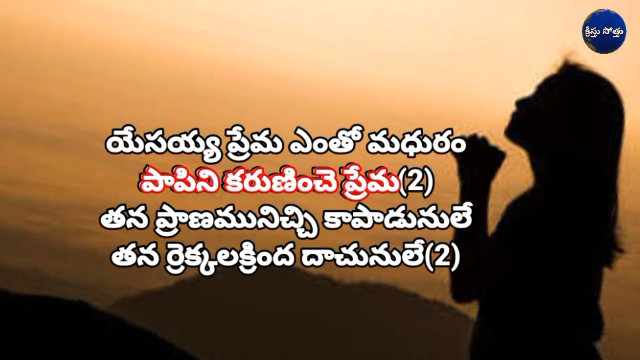 క్రీస్తు సోత్తు
యేసయ్య ప్రేమ ఎంతో మధురం
పాపిని కరుణించె ప్రేమ(2)
తన ప్రాణమునిచ్చి కాపాడునులే
తన ర్రెక్కలక్రింద దాచునులే(2)